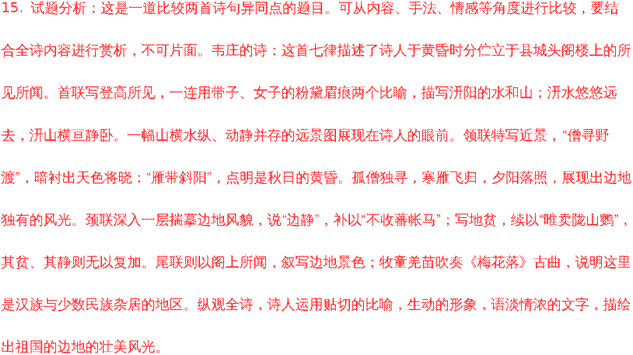 15. 试题分析：这是一道比较两首诗句异同点的题目。可从内容、手法、情感等角度进行比较，要结
合全诗内容进行赏析，不可片面。韦庄的诗：这首七律描述了诗人于黄昏时分伫立于县城头阁楼上的所
见所闻。首联写登高所见，一连用带子、女子的粉黛眉痕两个比喻，描写汧阳的水和山；汧水悠悠远
去，汧山横亘静卧。一幅山横水纵、动静并存的远景图展现在诗人的眼前。颔联特写近景，“僧寻野
渡”，暗衬出天色将晓；“雁带斜阳”，点明是秋日的黄昏。孤僧独寻，寒雁飞归，夕阳落照，展现出边地
独有的风光。颈联深入一层揣摹边地风貌，说“边静”，补以“不收蕃帐马”；写地贫，续以“唯卖陇山鹦”，
其贫、其静则无以复加。尾联则以阁上所闻，叙写边地景色；牧童羌苗吹奏《梅花落》古曲，说明这里
是汉族与少数民族杂居的地区。纵观全诗，诗人运用贴切的比喻，生动的形象，语淡情浓的文字，描绘
出祖国的边地的壮美风光。